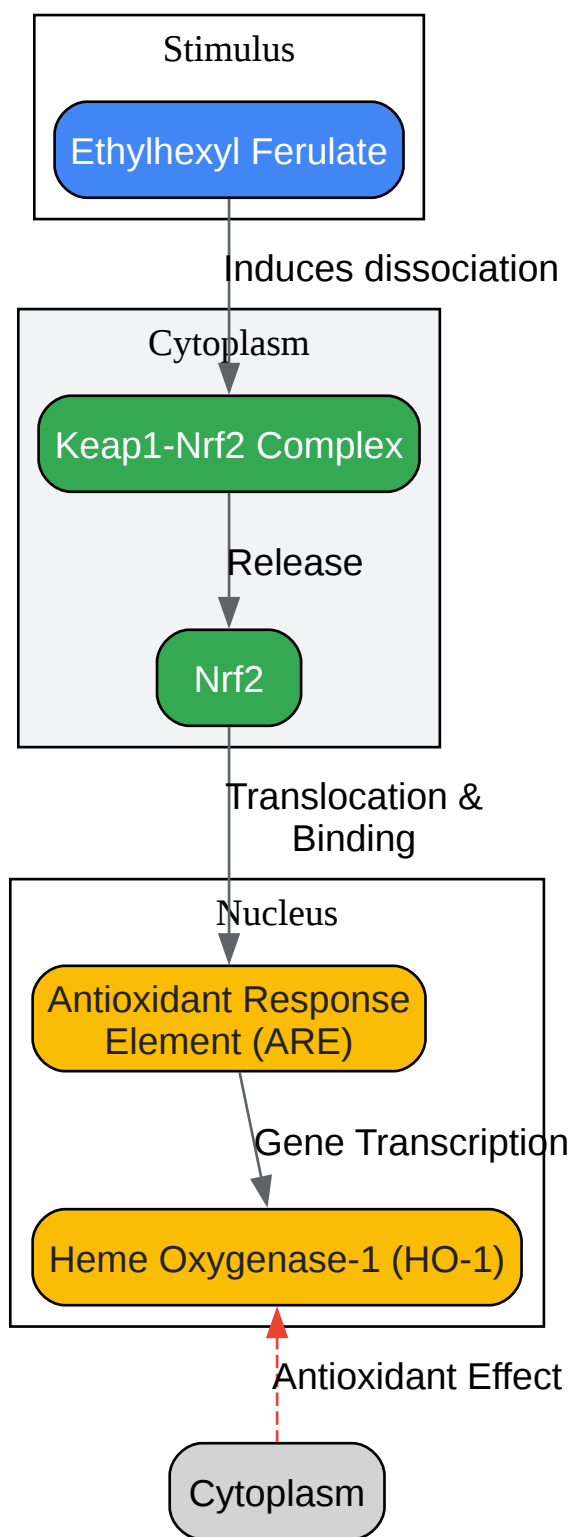 Stimulus
Ethylhexyl Ferulate
Induces dissociation
Cytoplasm
Keap1-Nrf2 Complex
Release
Nrf2
Translocation &
Binding
Nucleus
Antioxidant Response
Element (ARE)
Gene Transcription
Heme Oxygenase-1 (HO-1)
Antioxidant Effect
Cytoplasm